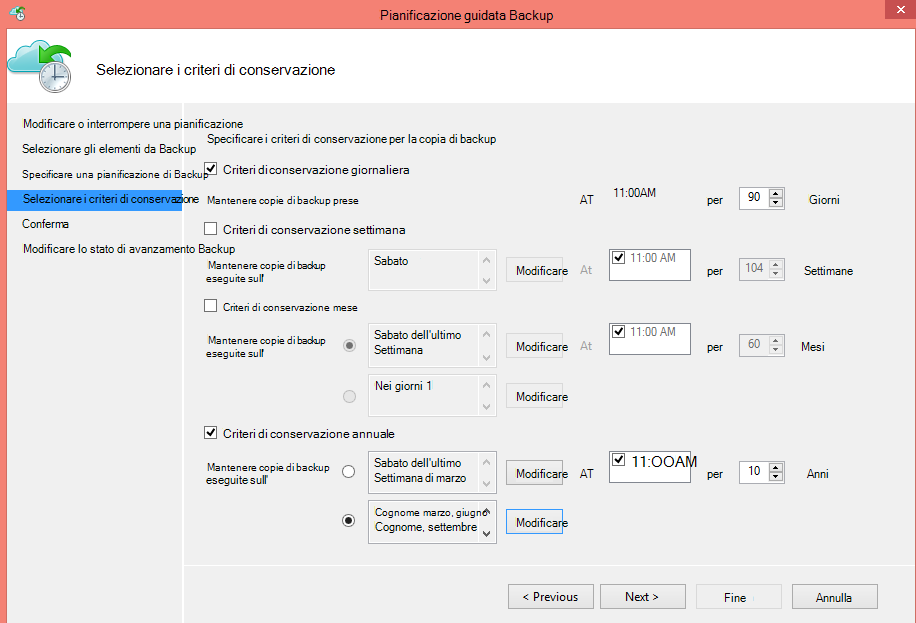 Pianificazione guidata Backup
Selezionare i criteri di conservazione
Modificare o interrompere una pianificazione
Selezionare gli elementi da Backup
Specificare una pianificazione di Backup
Selezionare i criteri di conservazione
Conferma
Modificare lo stato di avanzamento Backup
Specificare i criteri di conservazione per la copia di backup
Criteri di conservazione giornaliera
Mantenere copie di backup prese
AT
11:00AM
per
90
Giorni
Criteri di conservazione settimana
Mantenere copie di backup
eseguite sull'
Sabato
Modificare
At
11:00 AM
per
104
Settimane
Criteri di conservazione mese
Mantenere copie di backup
eseguite sull'
Sabato dell'ultimo
Settimana
Modificare
At
11:00 AM
per
60
Mesi
Nei giorni 1
Modificare
Criteri di conservazione annuale
Mantenere copie di backup
eseguite sull'
Sabato dell'ultimo
Settimana di marzo
Modificare
AT
11:OOAM
per
10
Anni
Cognome marzo, giugno
Cognome, settembre
Modificare
< Previous
Next >
Fine
Annulla